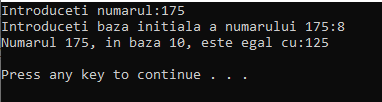 Introduceti numarul:175
Introduceti baza initiala a numarului 175:8
Numarul 175, in baza 10, este egal cu:125
Press any key to continue . . .